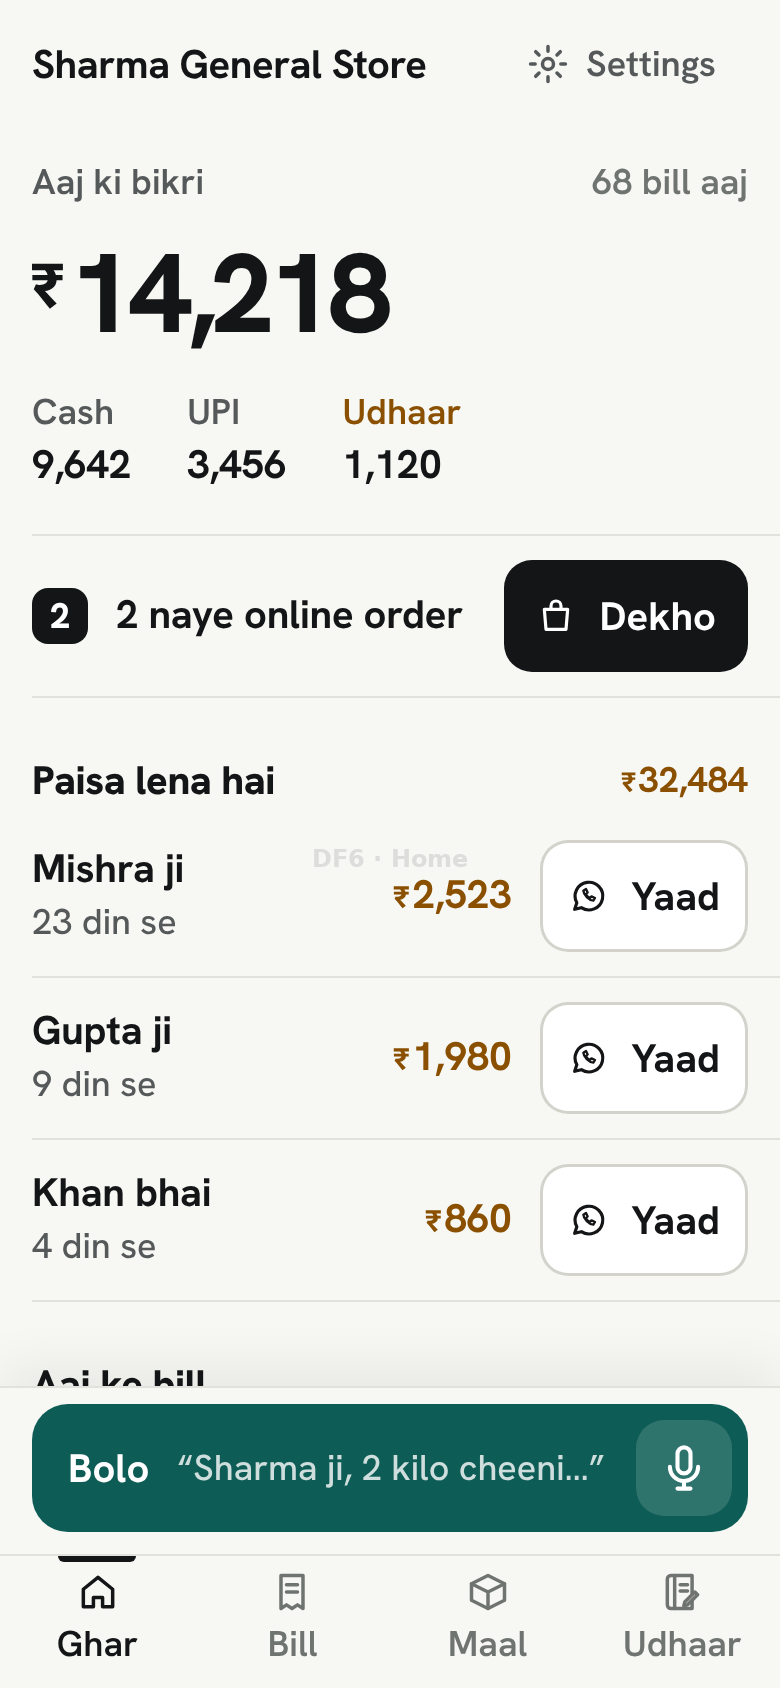 Sharma General Store
Settings
Aaj ki bikri
68 bill aaj
₹14,218
Cash
UPI
Udhaar
9,642
3,456
1,120
2
2 naye online order
Dekho
Paisa lena hai
₹32,484
DF6 · Home
Mishra ji
23 din se
₹2,523
Yaad
Gupta ji
9 din se
₹1,980
Yaad
Khan bhai
4 din se
₹860
Yaad
Aaj ke bill
Bolo
“Sharma ji, 2 kilo cheeni...”
Ghar
Bill
Maal
Udhaar